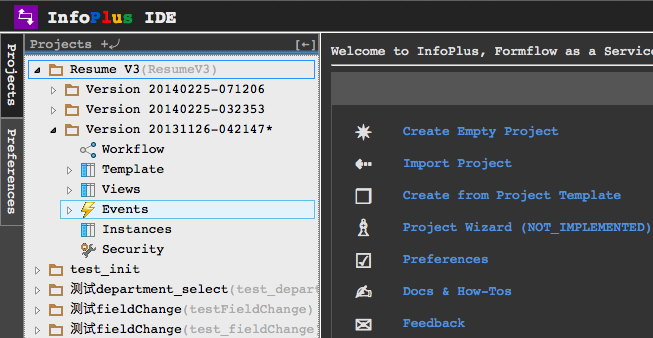 InfoPlus IDE
Projects
Preferences
Projects
Resume V3(ResumeV3)
Version 20140225-071206
Version 20140225-032353
Version 20131126-042147*
Workflow
Template
Views
Events
Instances
Security
test_init
测试department_select(test_depar
测试fieldChange(testFieldChange)
测试fieldChange(test_fieldChange)
Welcome to InfoPlus, Formflow as a Service
Create Empty Project
Import Project
Create from Project Template
Project Wizard (NOT_IMPLEMENTED)
Preferences
Docs & How-Tos
Feedback